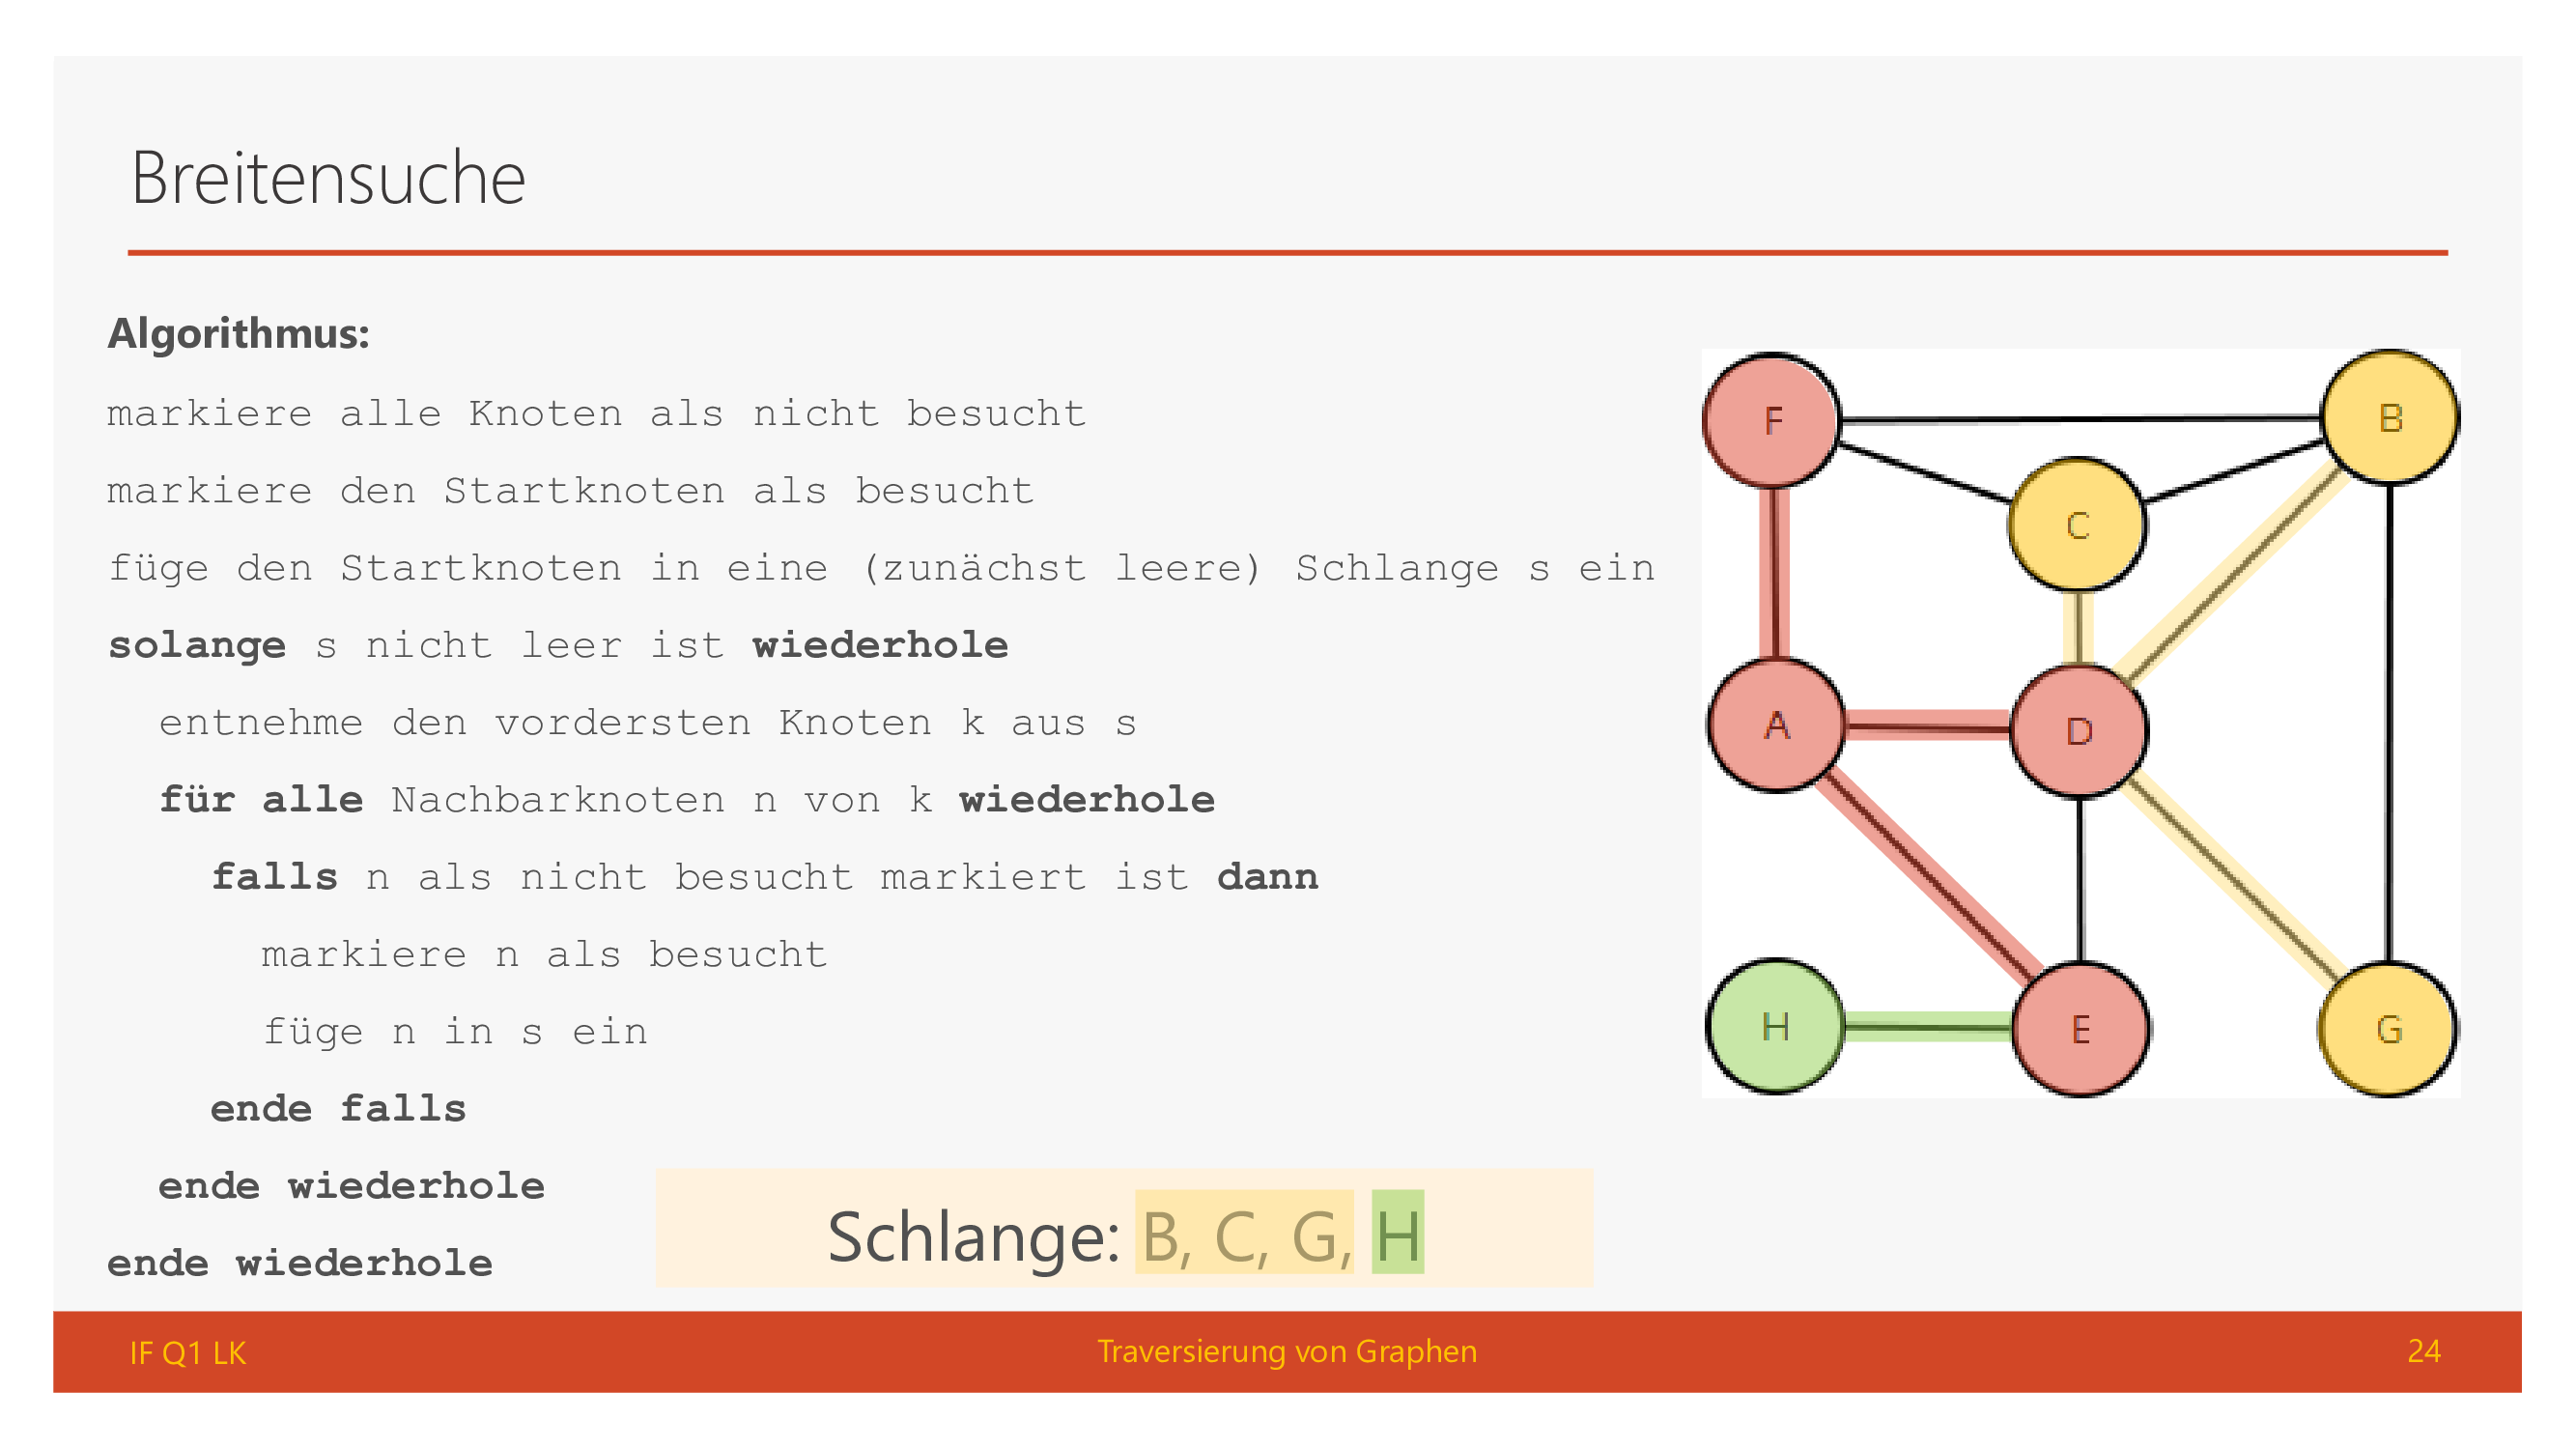 Breitensuche
Algorithmus:
markiere alle Knoten als nicht besucht
markiere den Startknoten als besucht
füge den Startknoten in eine (zunächst leere) Schlange s ein
solange s nicht leer ist wiederhole
entnehme den vordersten Knoten k aus s
für alle Nachbarknoten n von k wiederhole
falls n als nicht besucht markiert ist dann
markiere n als besucht
füge n in s ein
ende falls
ende wiederhole
ende wiederhole
Schlange: B, C, G, H
F
B
C
A
D
H
E
G
IF Q1 LK
Traversierung von Graphen
24